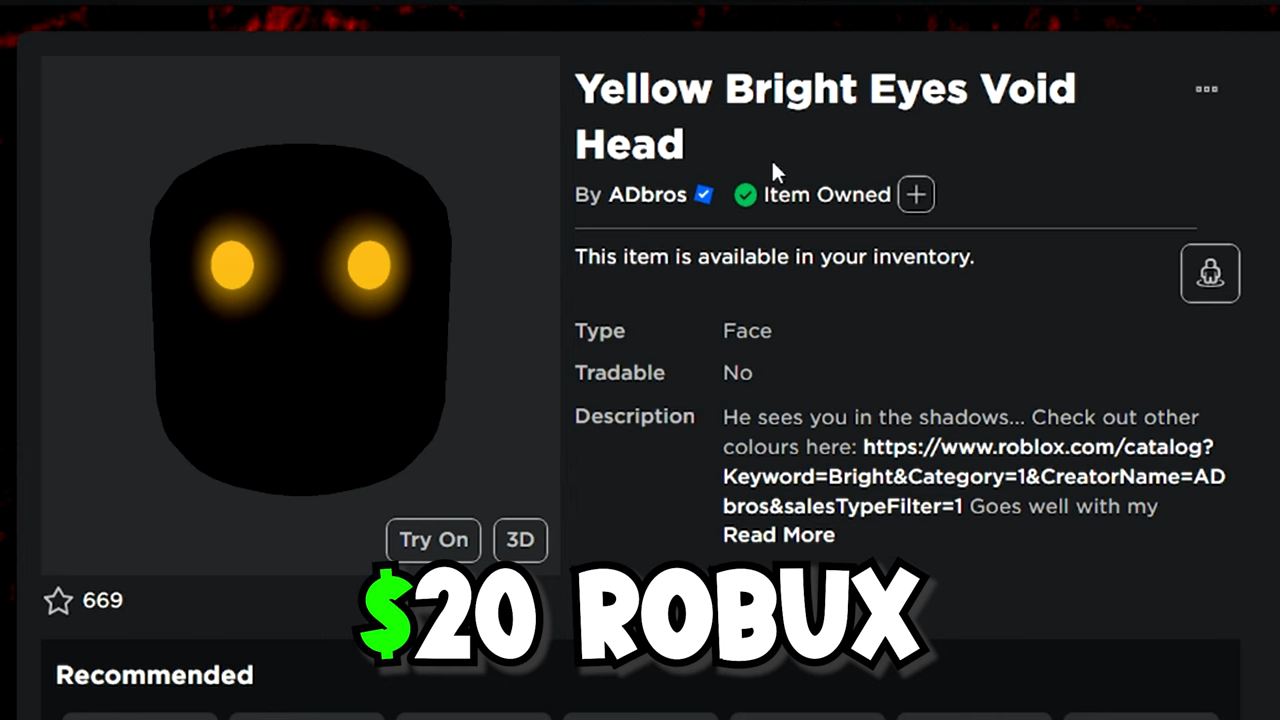 Yellow Bright Eyes Void
Head
By ADbros Item Owned
This item is available in your inventory.
Type Face
Tradable No
Description He sees you in the shadows... Check out other
colours here: https://www.roblox.com/catalog?
Keyword=Bright&Category=1&CreatorName=AD
bros&salesTypeFilter=1 Goes well with my
Read More
Try On 3D
669
$20 ROBUX
Recommended